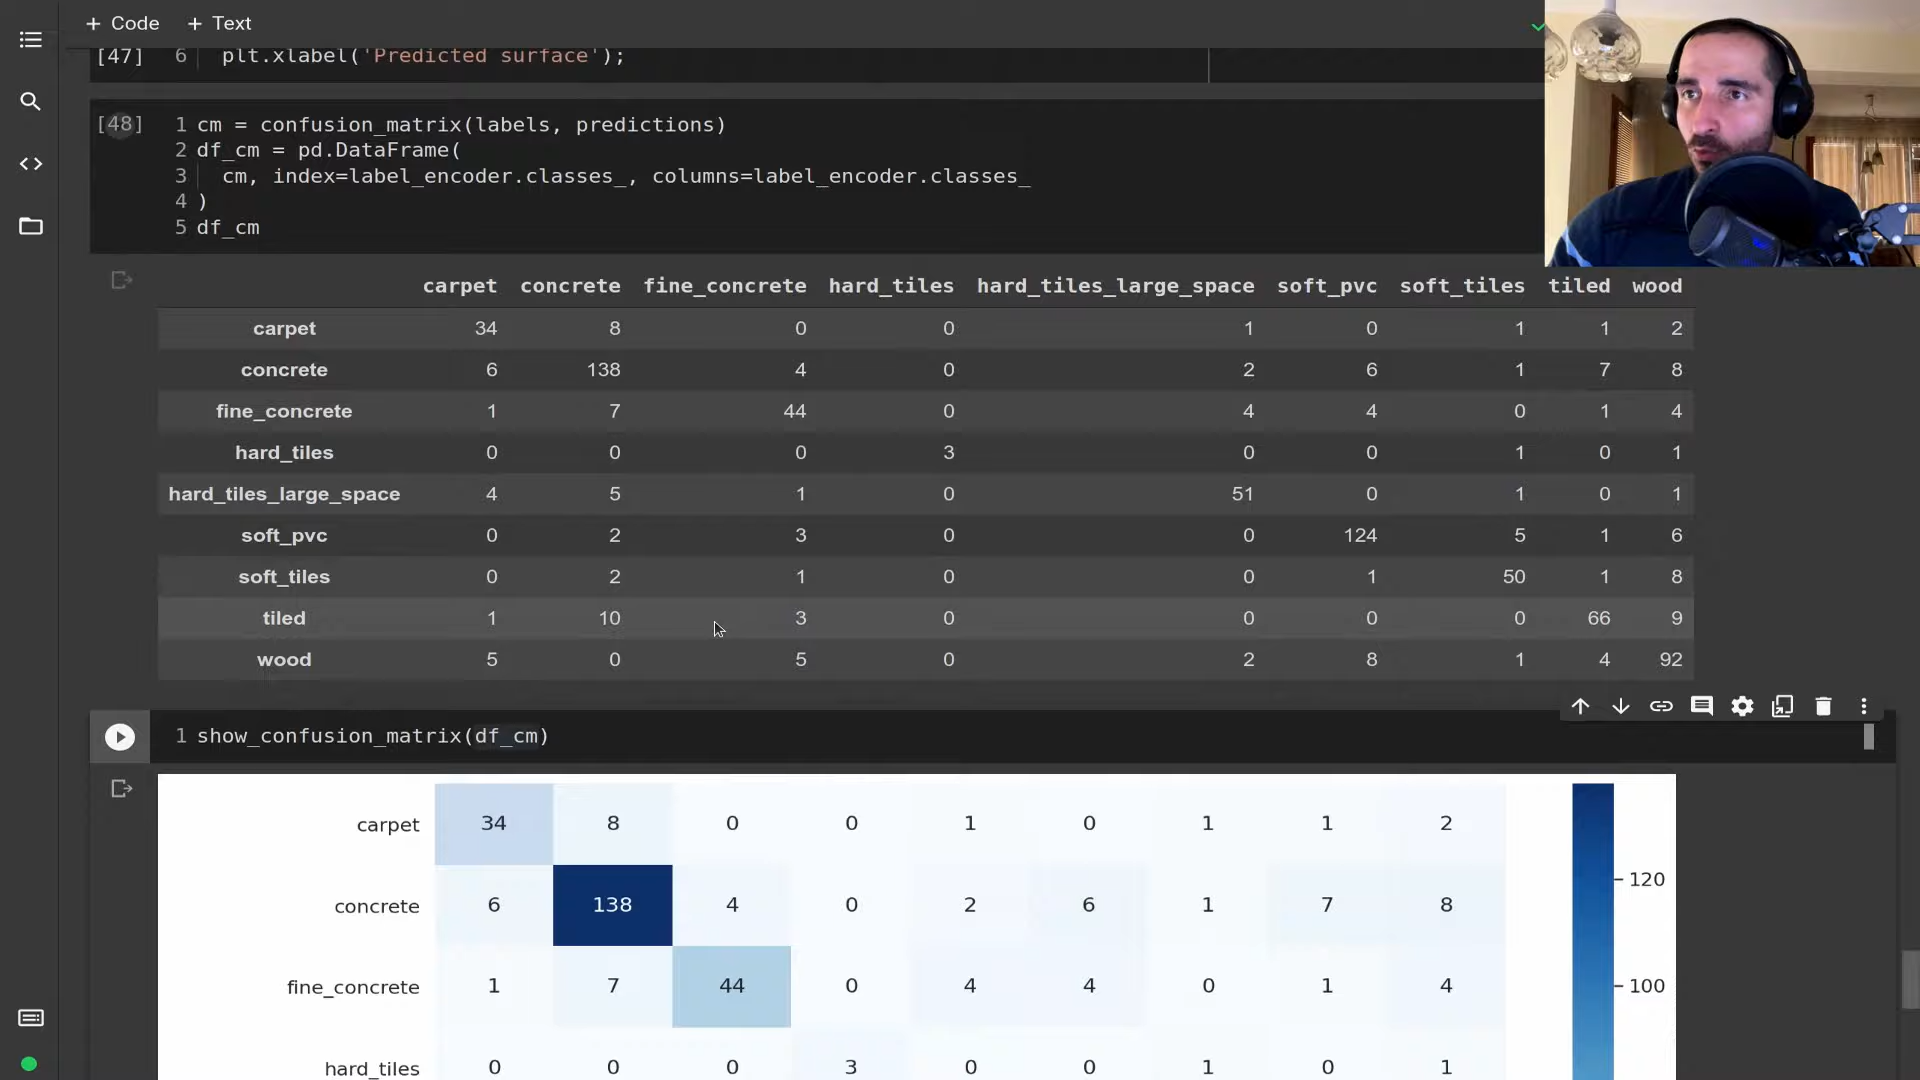 + Code + Text
[47] 6 plt.xlabel('Predicted surface');
[48] 1 cm = confusion_matrix(labels, predictions)
2 df_cm = pd.DataFrame(
3 cm, index=label_encoder.classes_, columns=label_encoder.classes_
4 )
5 df_cm
carpet concrete fine_concrete hard_tiles hard_tiles_large_space soft_pvc soft_tiles tiled wood
carpet 34 8 0 0 1 0 1 1 2
concrete 6 138 4 0 2 6 1 7 8
fine_concrete 1 7 44 0 4 4 0 1 4
hard_tiles 0 0 0 3 0 0 1 0 1
hard_tiles_large_space 4 5 1 0 51 0 1 0 1
soft_pvc 0 2 3 0 0 124 5 1 6
soft_tiles 0 2 1 0 0 1 50 1 8
tiled 1 10 3 0 0 0 0 66 9
wood 5 0 5 0 2 8 1 4 92
1 show_confusion_matrix(df_cm)
carpet 34 8 0 0 1 0 1 1 2
120
concrete 6 138 4 0 2 6 1 7 8
fine_concrete 1 7 44 0 4 4 0 1 4
100
hard_tiles 0 0 0 3 0 0 1 0 1